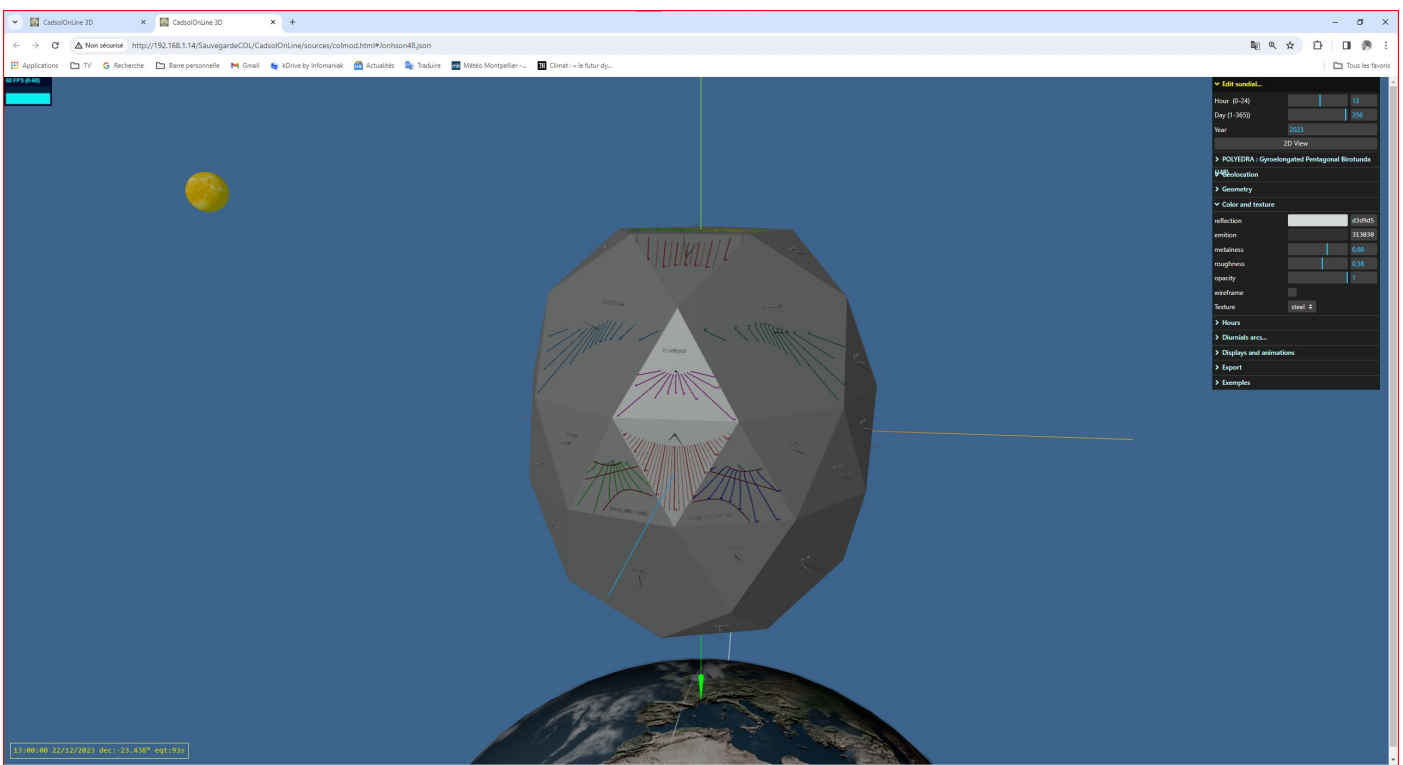 CadsolOnLine 3D
CadsolOnLine 3D
Non sécurisé http://192.168.1.14/SauvegardeCOL/CadsolOnLine/sources/colmod.html#Jonhson48.json
Applications TV Recherche Barre personnelle Gmail kDrive by Infomaniak Actualités Traduire Météo Montpellier -... Climat : « le futur dy... Tous les favoris
60 FPS (0-60)
Edit sundial...
Hour (0-24) 13
Day (1-365)) 356
Year 2023
2D View
POLYEDRA : Gyroelongated Pentagonal Birotunda
Geolocation
Geometry
Color and texture
reflection d3d9d5
emition 313030
metalness 0,66
roughness 0,58
opacity 1
wireframe
Texture steel
Hours
Diurnials arcs...
Displays and animations
Export
Exemples
13:00:00 22/12/2023 dec:-23.438° eqt:93s